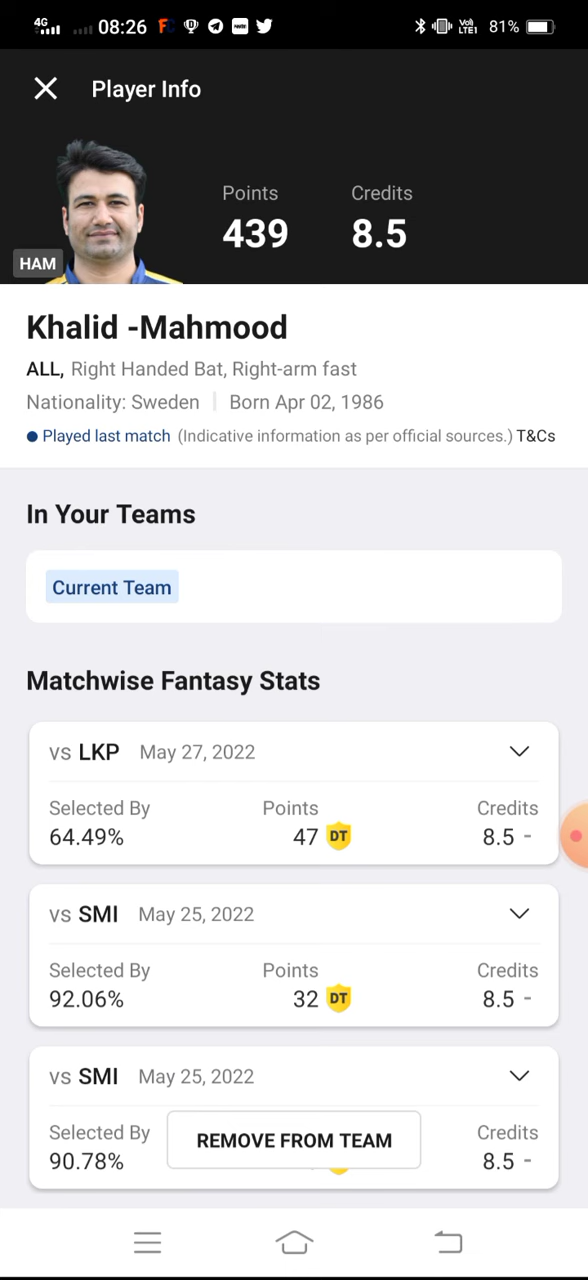 4G 08:26 81%
Player Info
Points Credits
439 8.5
HAM
Khalid -Mahmood
ALL, Right Handed Bat, Right-arm fast
Nationality: Sweden Born Apr 02, 1986
Played last match (Indicative information as per official sources.) T&Cs
In Your Teams
Current Team
Matchwise Fantasy Stats
vs LKP May 27, 2022
Selected By Points Credits
64.49% 47 DT 8.5 -
vs SMI May 25, 2022
Selected By Points Credits
92.06% 32 DT 8.5 -
vs SMI May 25, 2022
Selected By Credits
90.78% 8.5 -
REMOVE FROM TEAM